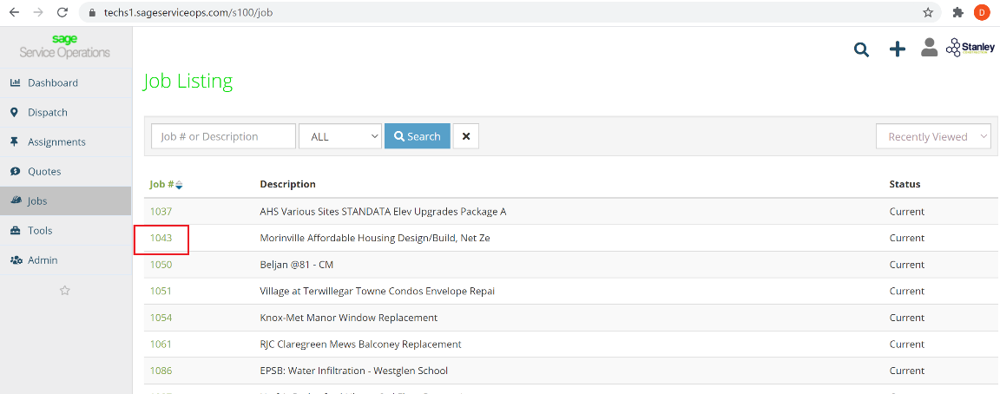 techs1.sageserviceops.com/s100/job
D
sage
Service Operations
Stanley
CONSTRUCTION
Dashboard
Dispatch
Assignments
Quotes
Jobs
Tools
Admin
Job Listing
Job # or Description
ALL
Search
Recently Viewed
Job # Description Status
1037 AHS Various Sites STANDATA Elev Upgrades Package A Current
1043 Morinville Affordable Housing Design/Build, Net Ze Current
1050 Beljan @81 - CM Current
1051 Village at Terwillegar Towne Condos Envelope Repai Current
1054 Knox-Met Manor Window Replacement Current
1061 RJC Claregreen Mews Balconey Replacement Current
1086 EPSB: Water Infiltration - Westglen School Current